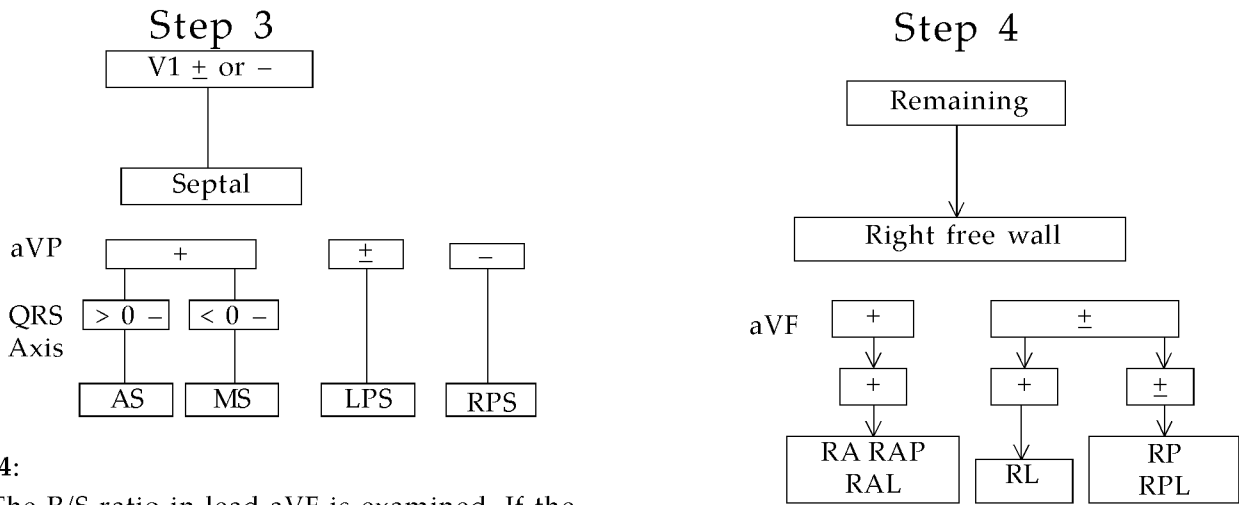 Step 3
V1 ± or –
Septal
aVP + ± –
QRS Axis > 0 – < 0 –
AS MS LPS RPS
4:
Step 4
Remaining
Right free wall
aVF + ±
+ + ±
RA RAP
RAL
RL
RP
RPL
The R/S ratio in lead aVF is examined. If the